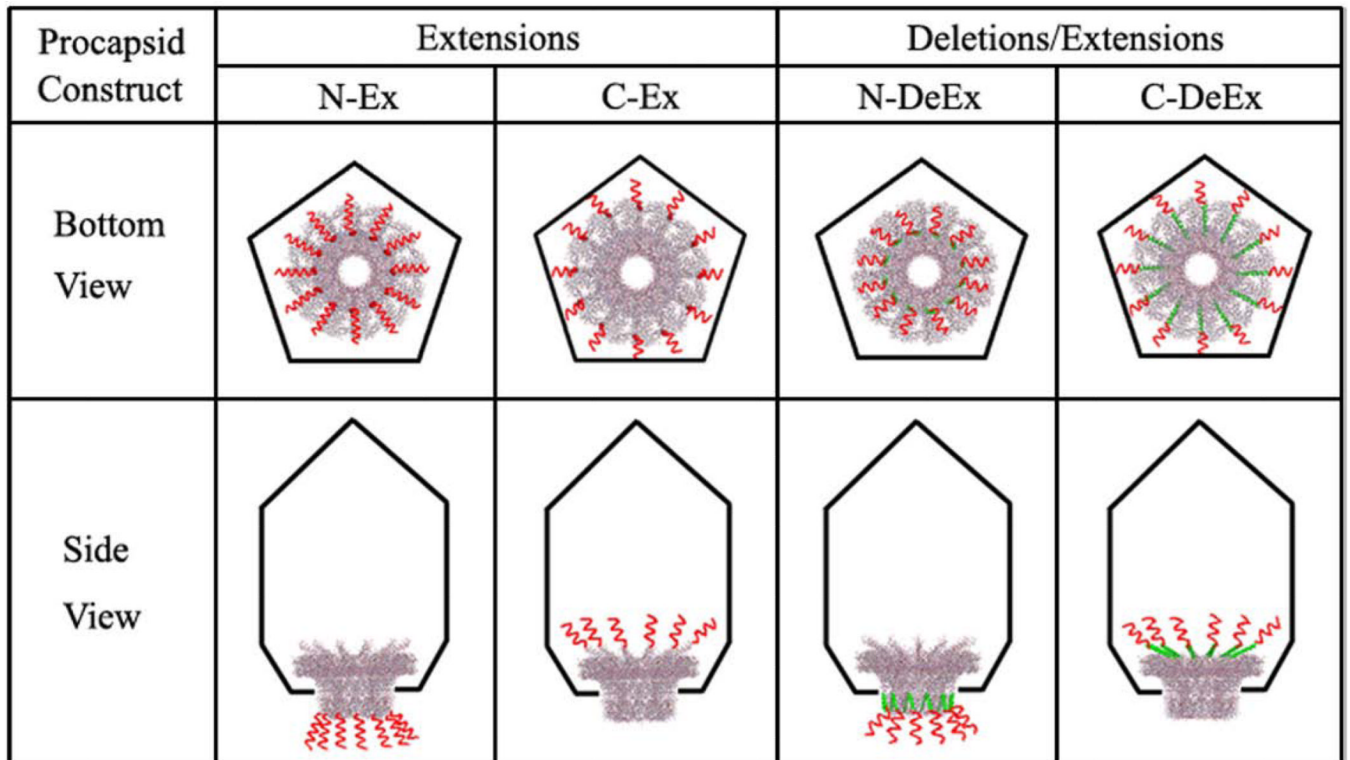 Procapsid
Construct
Extensions
Deletions/Extensions
N-Ex
C-Ex
N-DeEx
C-DeEx
Bottom
View
Side
View